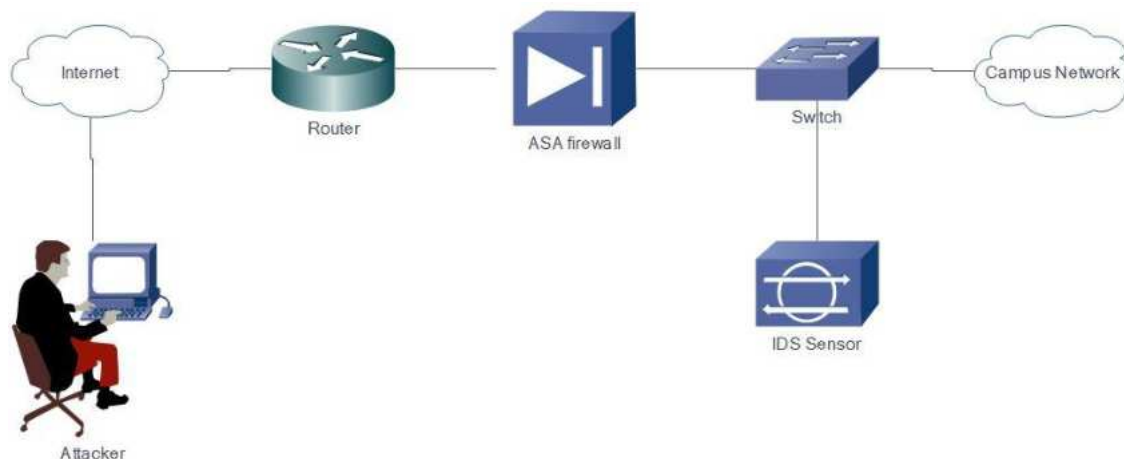 Internet
Router
ASA firewall
Switch
Campus Network
IDS Sensor
Attacker